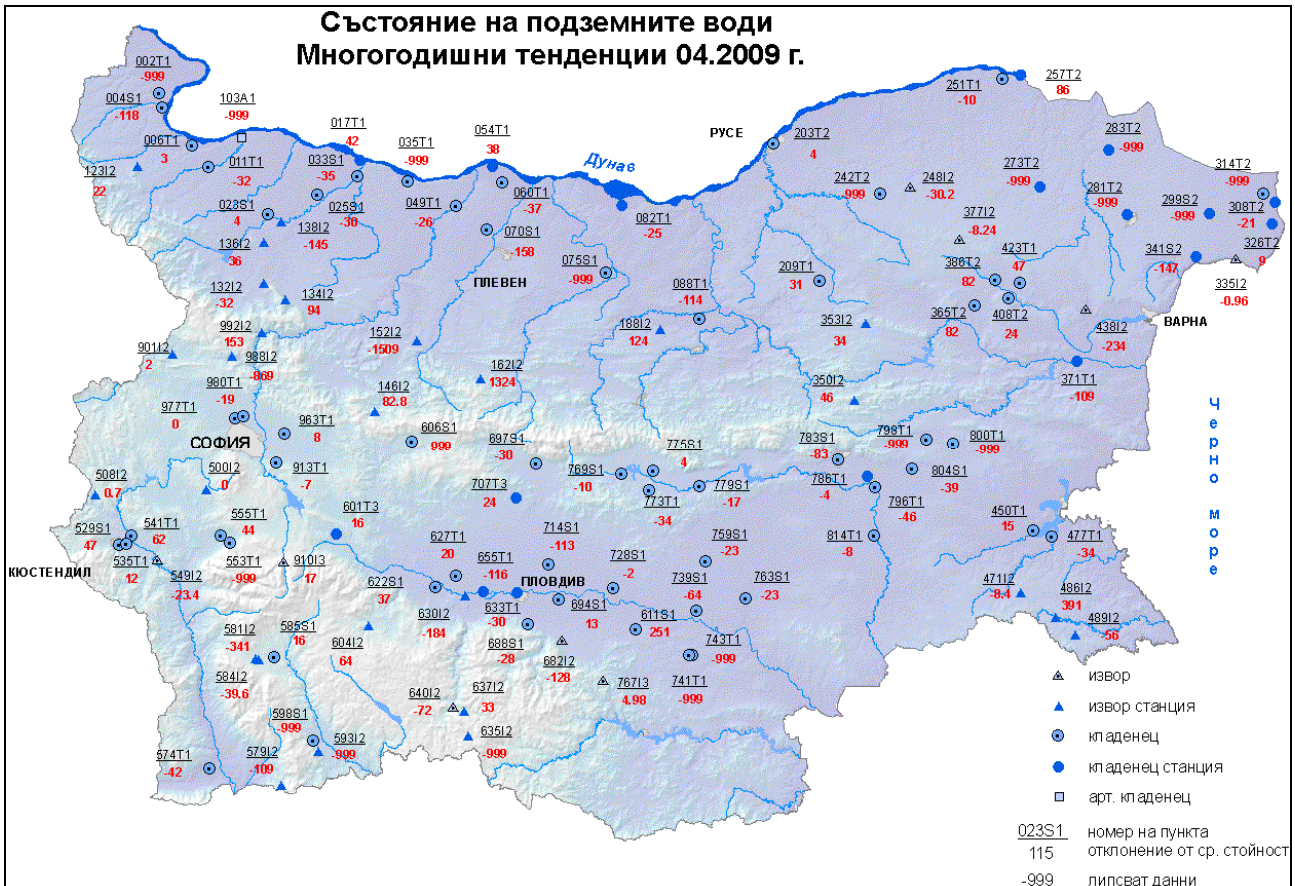 Състояние на подземните води
Многогодишни тенденции 04.2009 г.
002T1
-999
004S1
-118
103A1
-999
006T1
3
011T1
-32
123I2
22
017T1
42
033S1
-35
035T1
-999
054T1
38
060T1
-37
049T1
-26
025S1
-30
023S1
4
138I2
-145
136I2
36
132I2
-32
134I2
94
070S1
-158
ПЛЕВЕН
075S1
-999
082T1
-25
088T1
-114
Дунав
РУСЕ
203T2
4
251T1
-10
257T2
86
283T2
-999
273T2
-999
242T2
-999
248I2
-30.2
281T2
-999
299S2
-999
314T2
-999
308T2
-21
326T2
9
335I2
-0.96
341S2
-147
377I2
-8.24
386T2
82
423T1
47
209T1
31
365T2
82
408T2
24
438I2
-234
ВАРНА
353I2
34
188I2
124
371T1
-109
350I2
46
992I2
153
901I2
2
988I2
-869
152I2
-1509
162I2
1324
146I2
82.8
980T1
-19
977T1
0
СОФИЯ
963T1
8
606S1
999
697S1
-30
775S1
4
769S1
-10
773T1
-34
779S1
-17
783S1
-83
786T1
-4
798T1
-999
800T1
-999
804S1
-39
796T1
-46
814T1
-8
450T1
15
477T1
-34
471I2
-8.4
486I2
391
489I2
-56
Черно море
508I2
0.7
500I2
0
913T1
-7
601T3
16
707T3
24
529S1
47
541T1
62
535T1
12
КЮСТЕНДИЛ
549I2
-23.4
555T1
44
553T1
-999
910I3
17
627T1
20
622S1
37
655T1
-116
714S1
-113
ПЛОВДИВ
728S1
-2
759S1
-23
739S1
-64
763S1
-23
630I2
-184
633T1
-30
694S1
13
611S1
251
688S1
-28
682I2
-128
743T1
-999
741T1
-999
767I3
4.98
581I2
-341
585S1
16
604I2
64
584I2
-39.6
640I2
-72
637I2
33
635I2
-999
598S1
999
593I2
-999
574T1
-42
579I2
-109
извор
извор станция
кладенец
кладенец станция
арт. кладенец
023S1 номер на пункта
115 отклонение от ср. стойност
-999 липсват данни